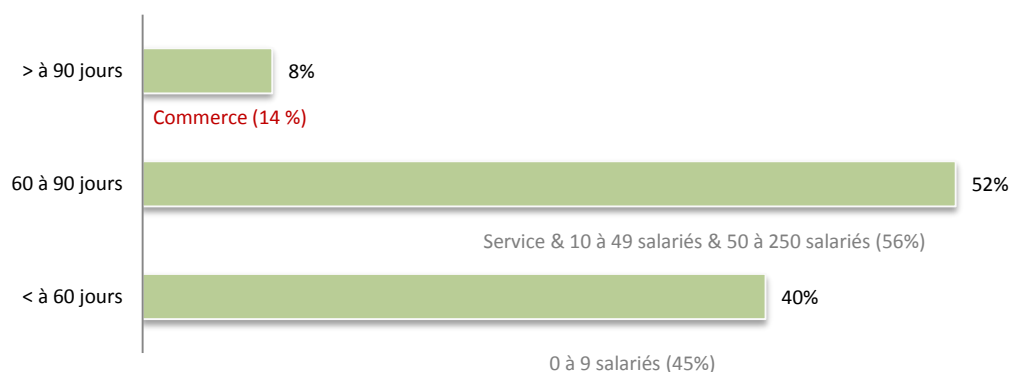 > à 90 jours 8%
Commerce (14 %)
60 à 90 jours 52%
Service & 10 à 49 salariés & 50 à 250 salariés (56%)
< à 60 jours 40%
0 à 9 salariés (45%)